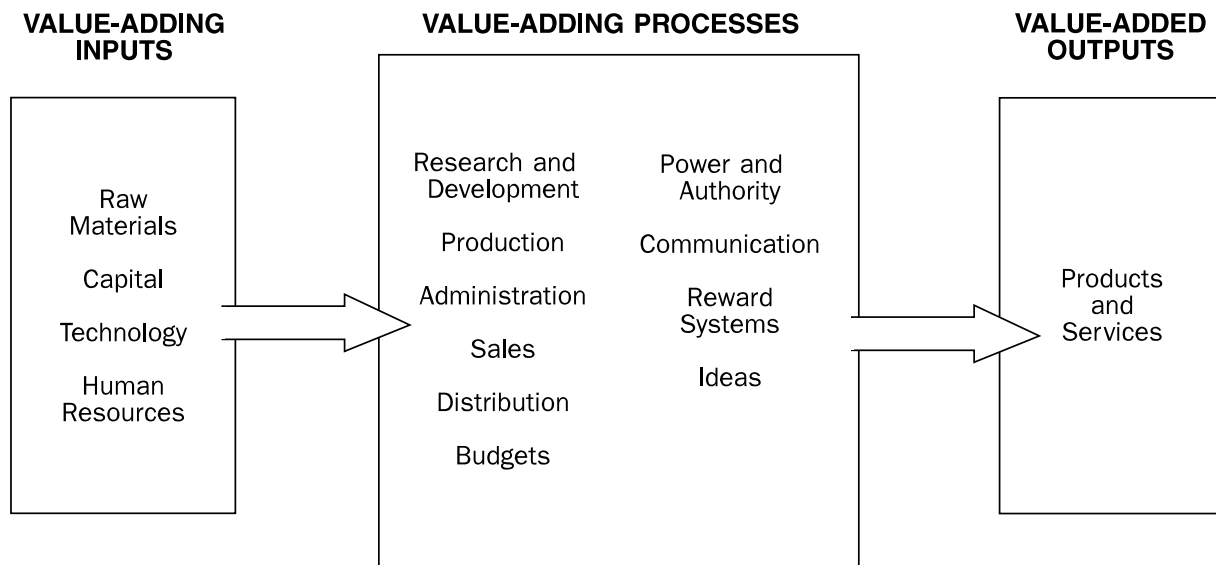 VALUE-ADDING
INPUTS
Raw
Materials
Capital
Technology
Human
Resources
VALUE-ADDING PROCESSES
Research and
Development
Production
Administration
Sales
Distribution
Budgets
Power and
Authority
Communication
Reward
Systems
Ideas
VALUE-ADDED
OUTPUTS
Products
and
Services